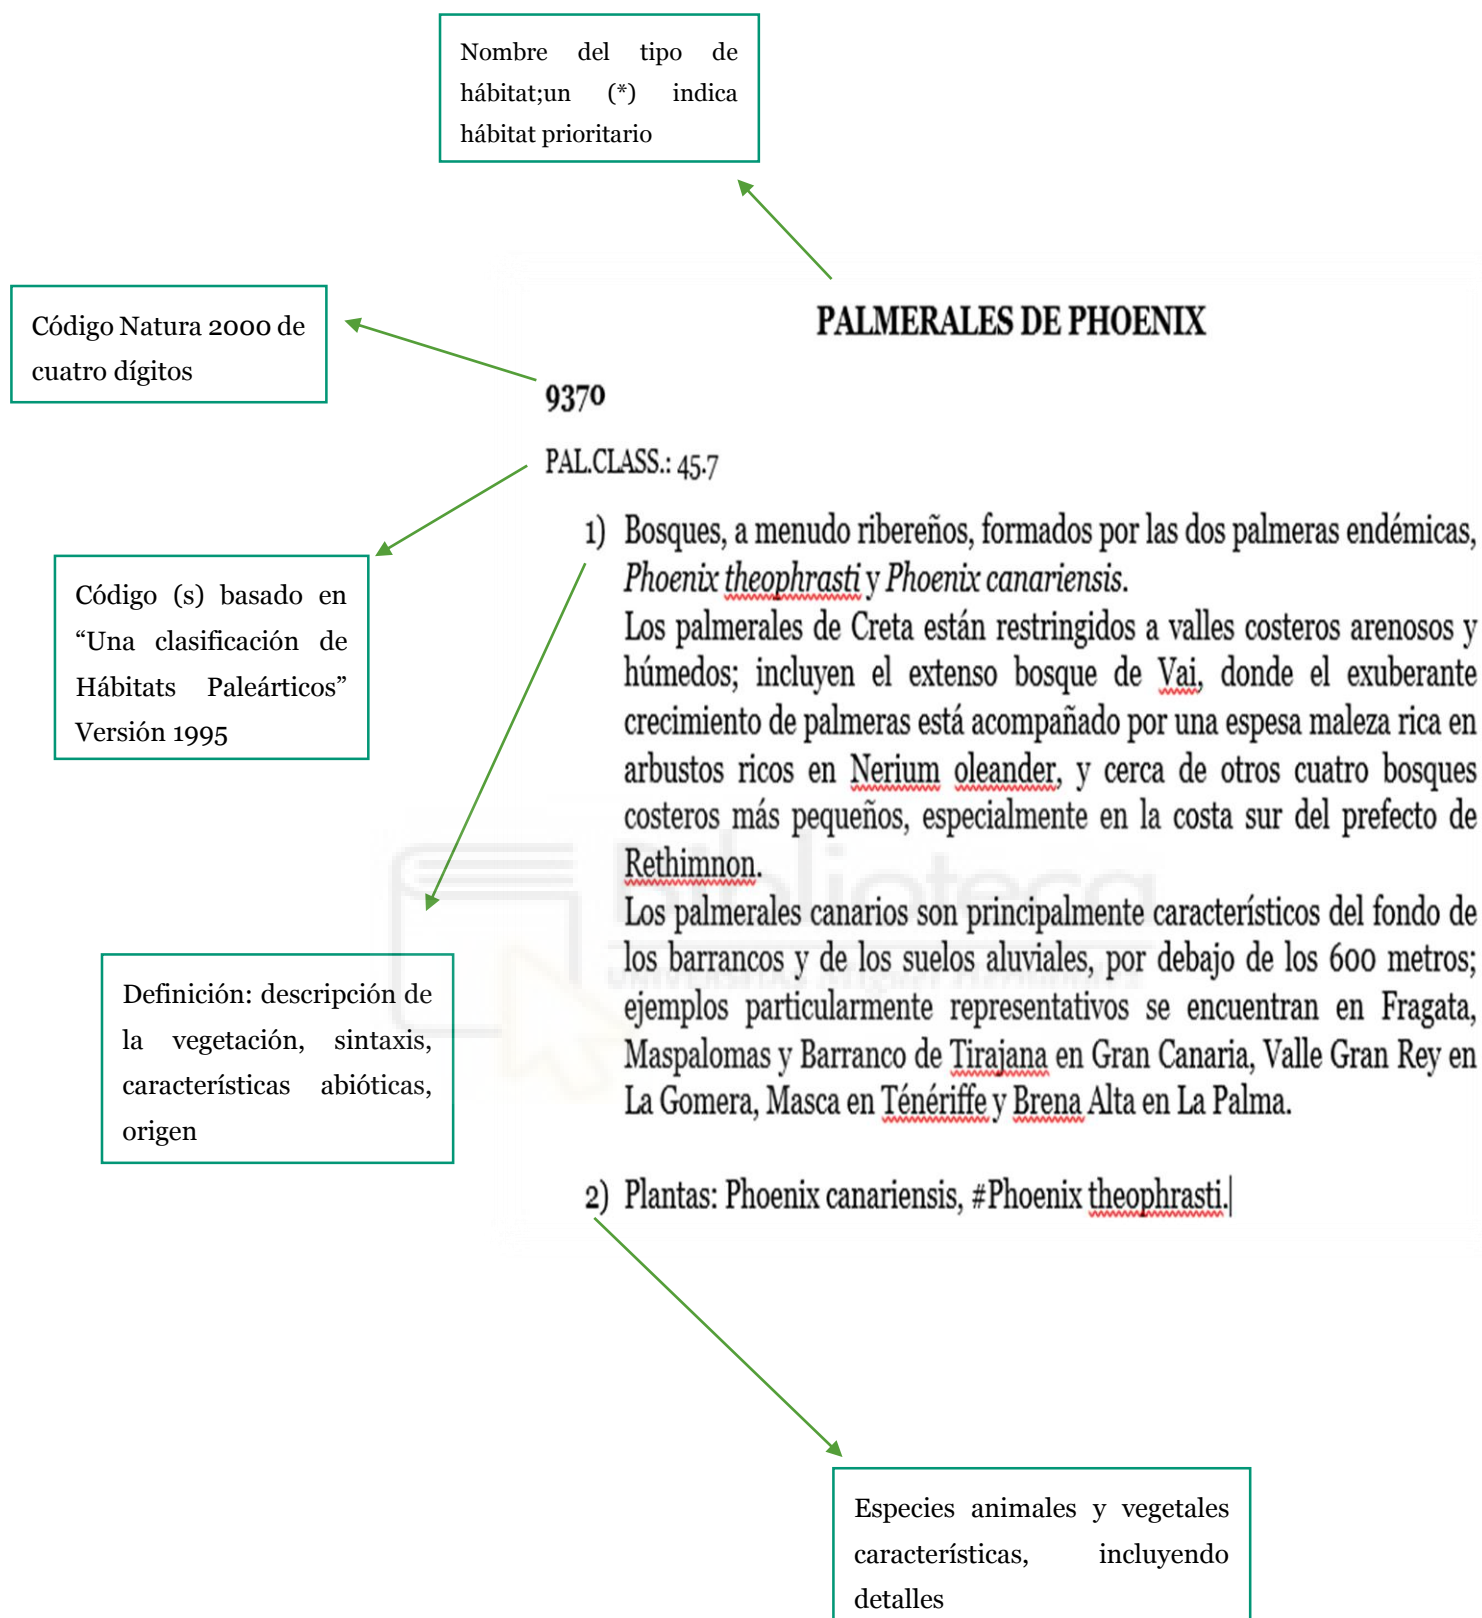 Nombre del tipo de
hábitat;un (*) indica
hábitat prioritario
Código Natura 2000 de
cuatro dígitos
PALMERALES DE PHOENIX
9370
PAL.CLASS.: 45.7
Código (s) basado en
“Una clasificación de
Hábitats Paleárticos”
Versión 1995
1) Bosques, a menudo ribereños, formados por las dos palmeras endémicas,
Phoenix theophrasti y Phoenix canariensis.
Los palmerales de Creta están restringidos a valles costeros arenosos y
húmedos; incluyen el extenso bosque de Vai, donde el exuberante
crecimiento de palmeras está acompañado por una espesa maleza rica en
arbustos ricos en Nerium oleander, y cerca de otros cuatro bosques
costeros más pequeños, especialmente en la costa sur del prefecto de
Rethimnon.
Los palmerales canarios son principalmente característicos del fondo de
los barrancos y de los suelos aluviales, por debajo de los 600 metros;
ejemplos particularmente representativos se encuentran en Fragata,
Maspalomas y Barranco de Tirajana en Gran Canaria, Valle Gran Rey en
La Gomera, Masca en Ténériffe y Brena Alta en La Palma.
Biblioteca
UNIVERSITAS Miguel Hernández
Definición: descripción de
la vegetación, sintaxis,
características abióticas,
origen
2) Plantas: Phoenix canariensis, #Phoenix theophrasti.
Especies animales y vegetales
características, incluyendo
detalles